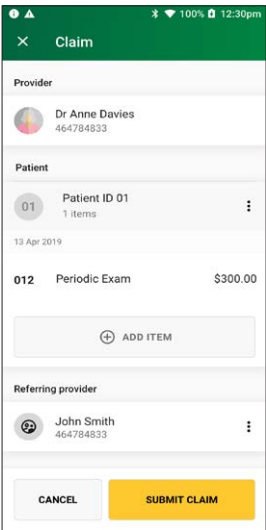 100% 12:30pm
Claim
Provider
Dr Anne Davies
464784833
Patient
01 Patient ID 01
1 items
13 Apr 2019
012 Periodic Exam $300.00
ADD ITEM
Referring provider
John Smith
464784833
CANCEL SUBMIT CLAIM